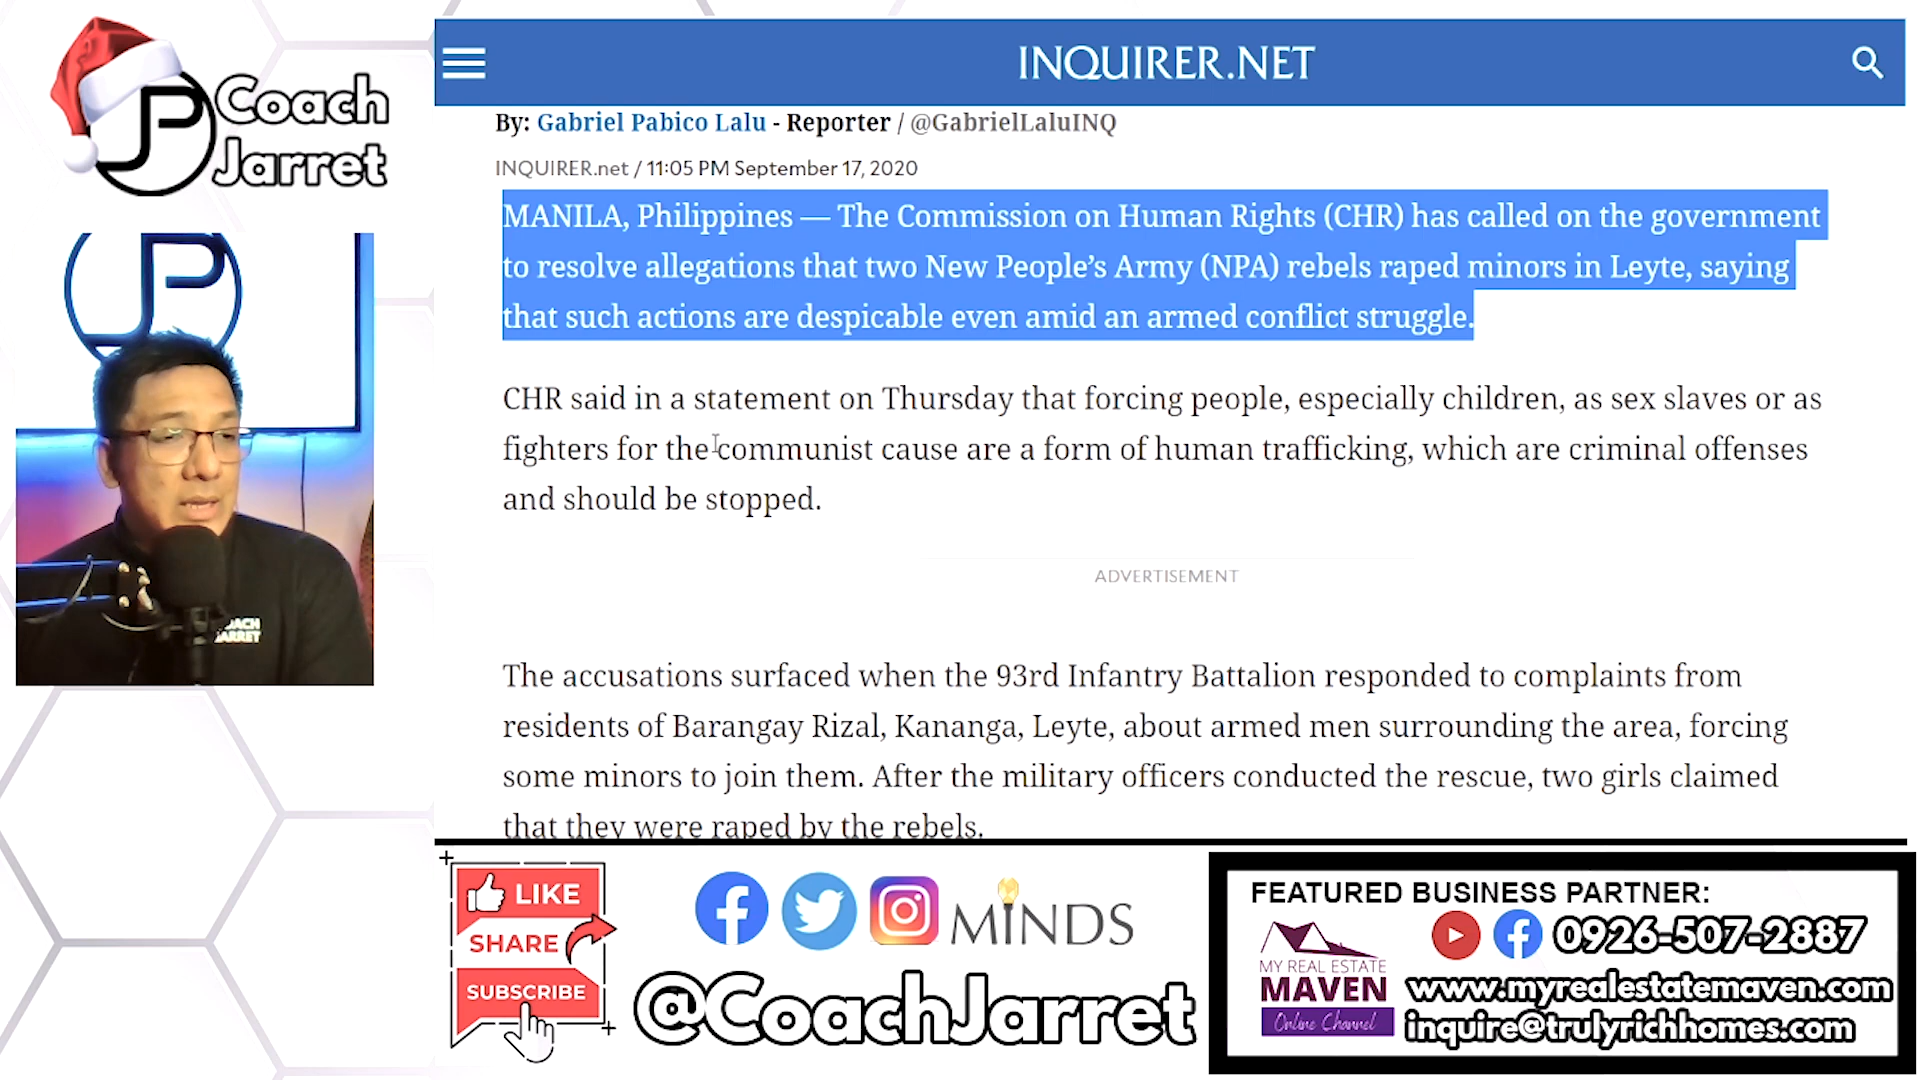 Coach
Jarret
INQUIRER.NET
By: Gabriel Pabico Lalu - Reporter / @GabrielLaluINQ
INQUIRER.net / 11:05 PM September 17, 2020
MANILA, Philippines — The Commission on Human Rights (CHR) has called on the government
to resolve allegations that two New People’s Army (NPA) rebels raped minors in Leyte, saying
that such actions are despicable even amid an armed conflict struggle.
CHR said in a statement on Thursday that forcing people, especially children, as sex slaves or as
fighters for the communist cause are a form of human trafficking, which are criminal offenses
and should be stopped.
ADVERTISEMENT
The accusations surfaced when the 93rd Infantry Battalion responded to complaints from
residents of Barangay Rizal, Kananga, Leyte, about armed men surrounding the area, forcing
some minors to join them. After the military officers conducted the rescue, two girls claimed
that they were raped by the rebels.
LIKE
SHARE
SUBSCRIBE
MINDS
@CoachJarret
FEATURED BUSINESS PARTNER:
0926-507-2887
MY REAL ESTATE
MAVEN
Online Channel
www.myrealestatemaven.com
inquire@trulyrichhomes.com